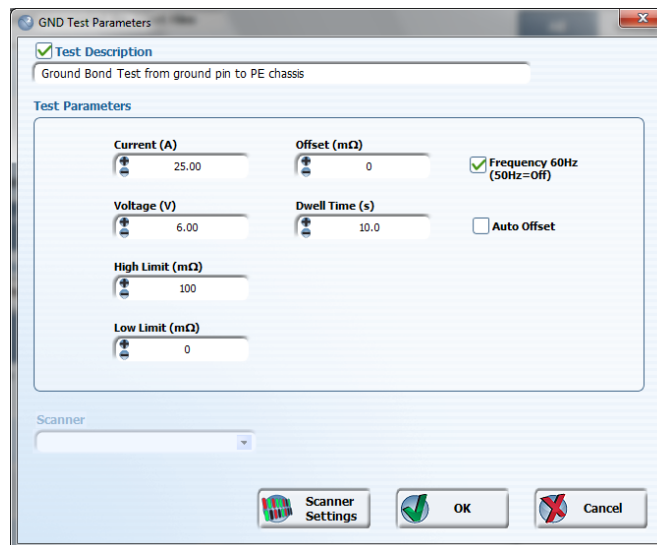 GND Test Parameters
Test Description
Ground Bond Test from ground pin to PE chassis
Test Parameters
Current (A)
25.00
Offset (mΩ)
0
Frequency 60Hz
(50Hz=Off)
Voltage (V)
6.00
Dwell Time (s)
10.0
Auto Offset
High Limit (mΩ)
100
Low Limit (mΩ)
0
Scanner
Scanner
Settings
OK
Cancel